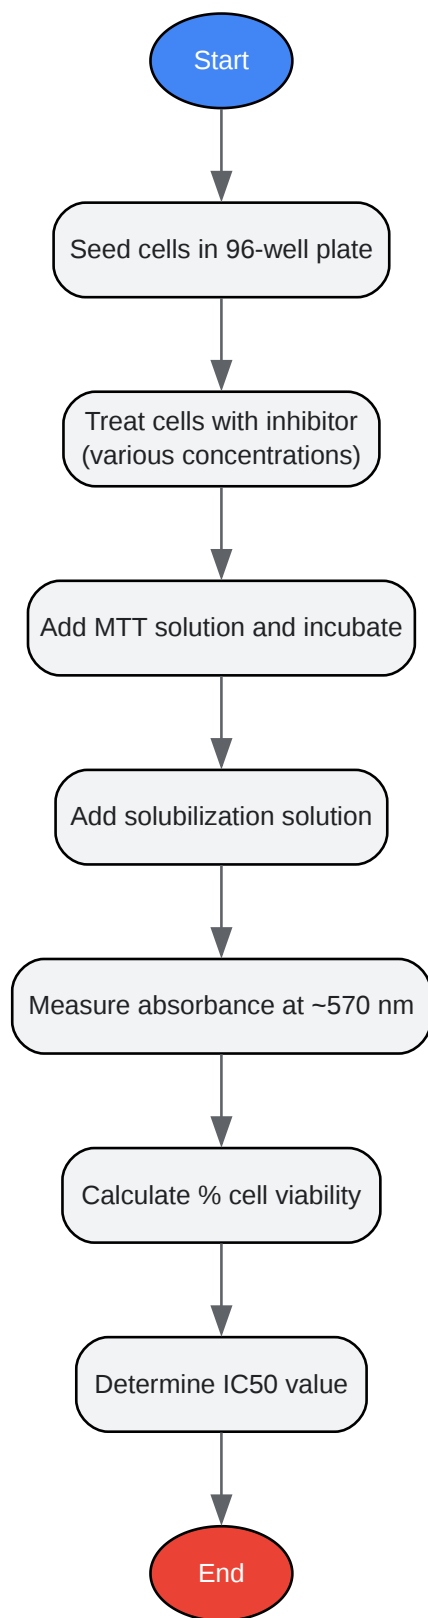 Start
Seed cells in 96-well plate
Treat cells with inhibitor
(various concentrations)
Add MTT solution and incubate
Add solubilization solution
Measure absorbance at ~570 nm
Calculate % cell viability
Determine IC50 value
End